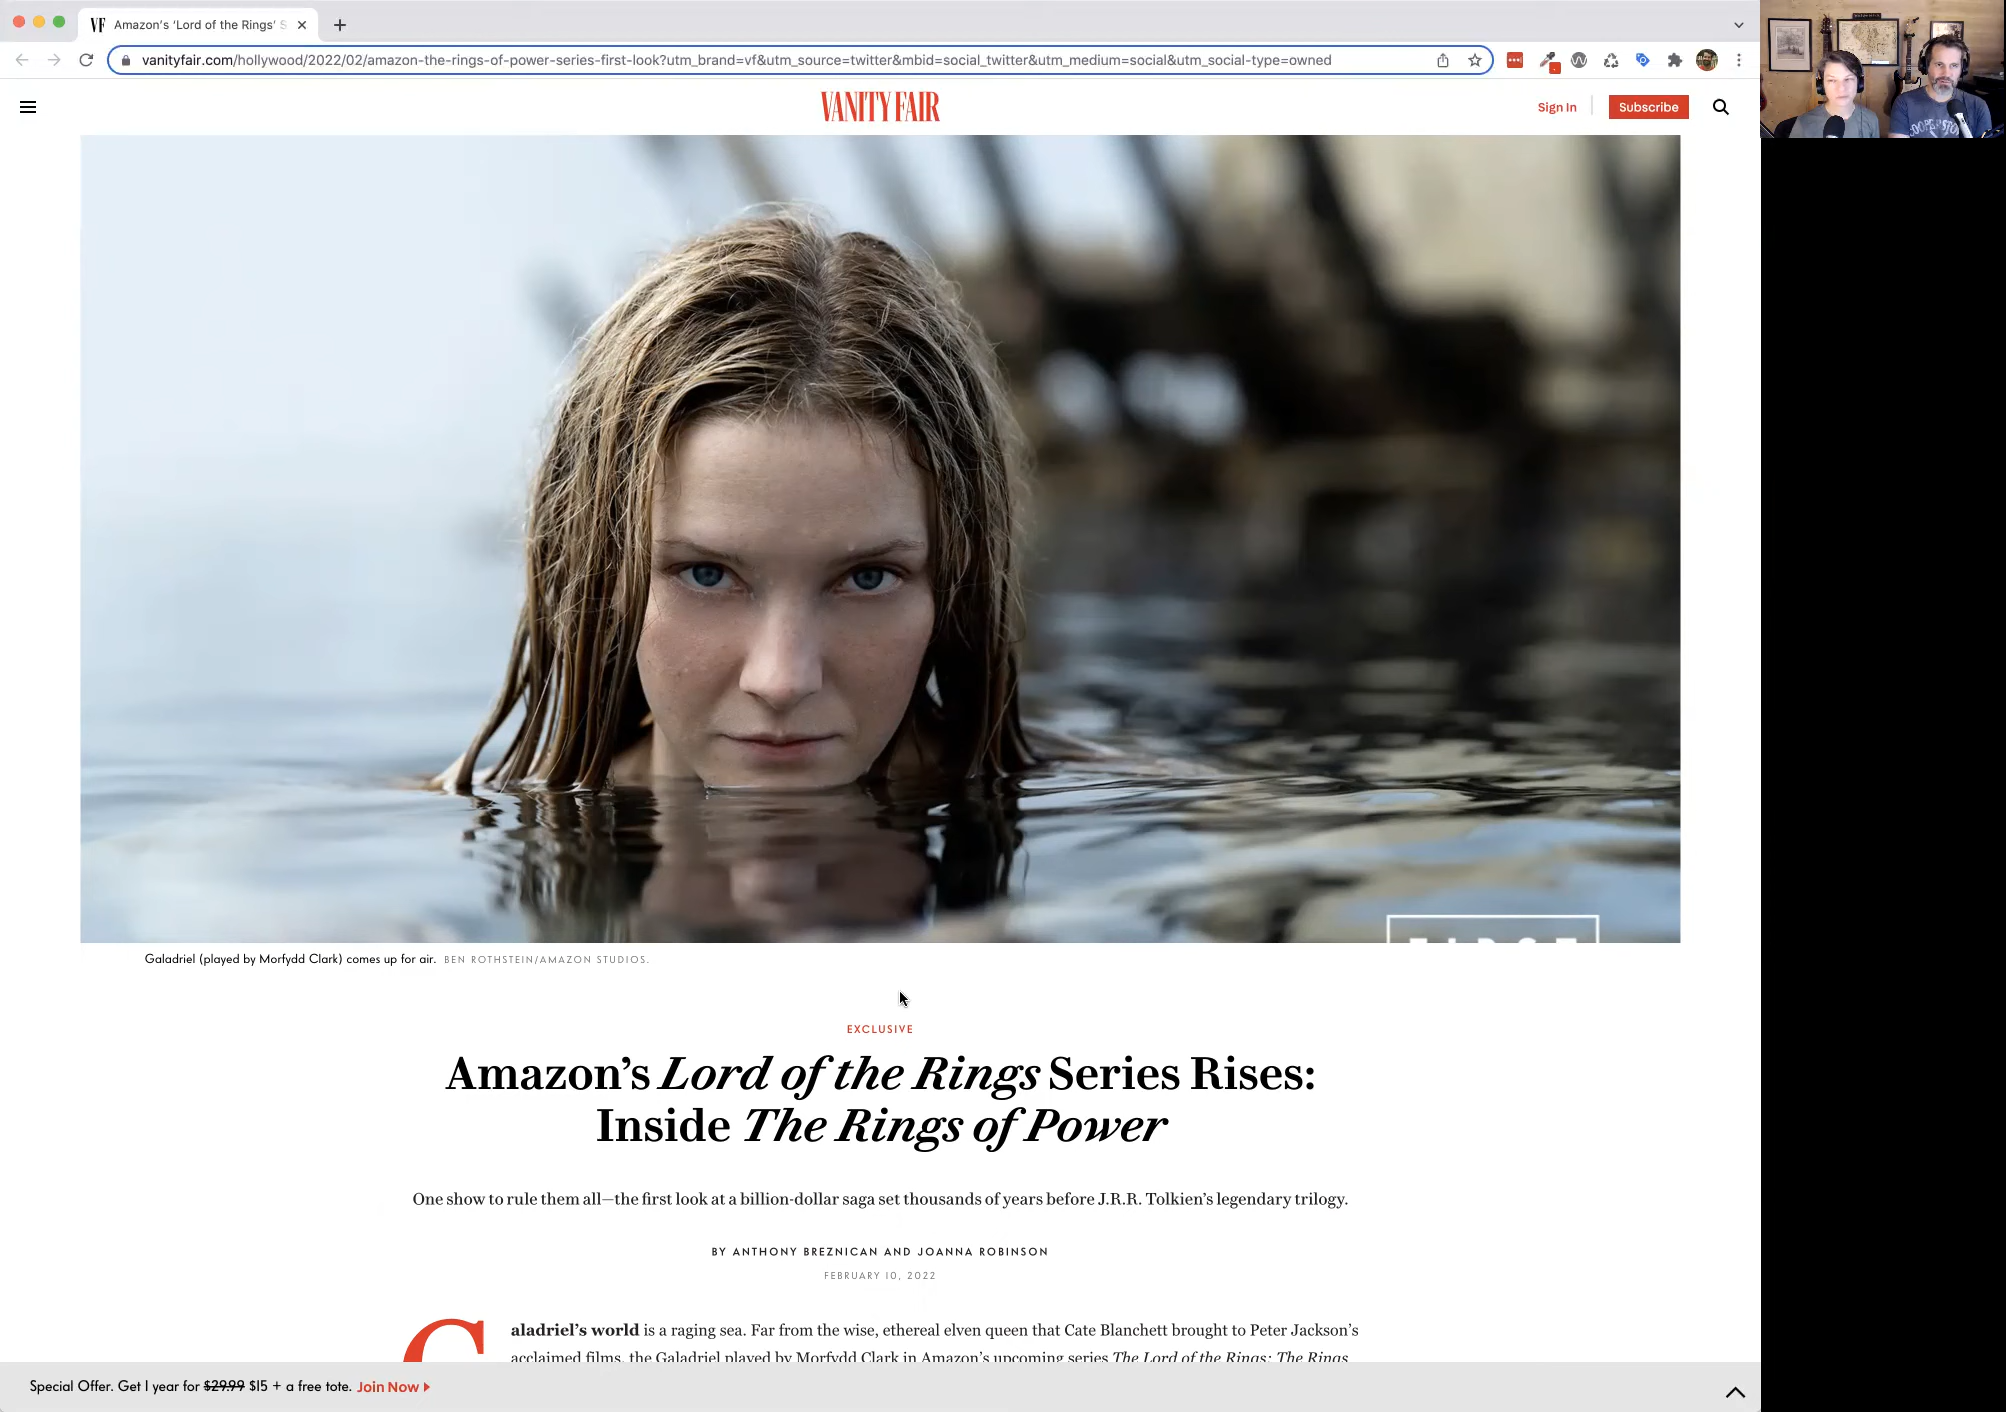 VF Amazon's 'Lord of the Rings' S
vanityfair.com/hollywood/2022/02/amazon-the-rings-of-power-series-first-look?utm_brand=vf&utm_source=twitter&mbid=social_twitter&utm_medium=social&utm_social-type=owned
VANITY FAIR
Sign In
Subscribe
FIRST
Galadriel (played by Morfydd Clark) comes up for air. BEN ROTHSTEIN/AMAZON STUDIOS.
EXCLUSIVE
Amazon's Lord of the Rings Series Rises:
Inside The Rings of Power
One show to rule them all—the first look at a billion-dollar saga set thousands of years before J.R.R. Tolkien's legendary trilogy.
BY ANTHONY BREZNICAN AND JOANNA ROBINSON
FEBRUARY 10, 2022
Galadriel's world is a raging sea. Far from the wise, ethereal elven queen that Cate Blanchett brought to Peter Jackson's
acclaimed films, the Galadriel played by Morfydd Clark in Amazon's upcoming series The Lord of the Rings: The Rings
Special Offer. Get 1 year for $29.99 $15 + a free tote. Join Now